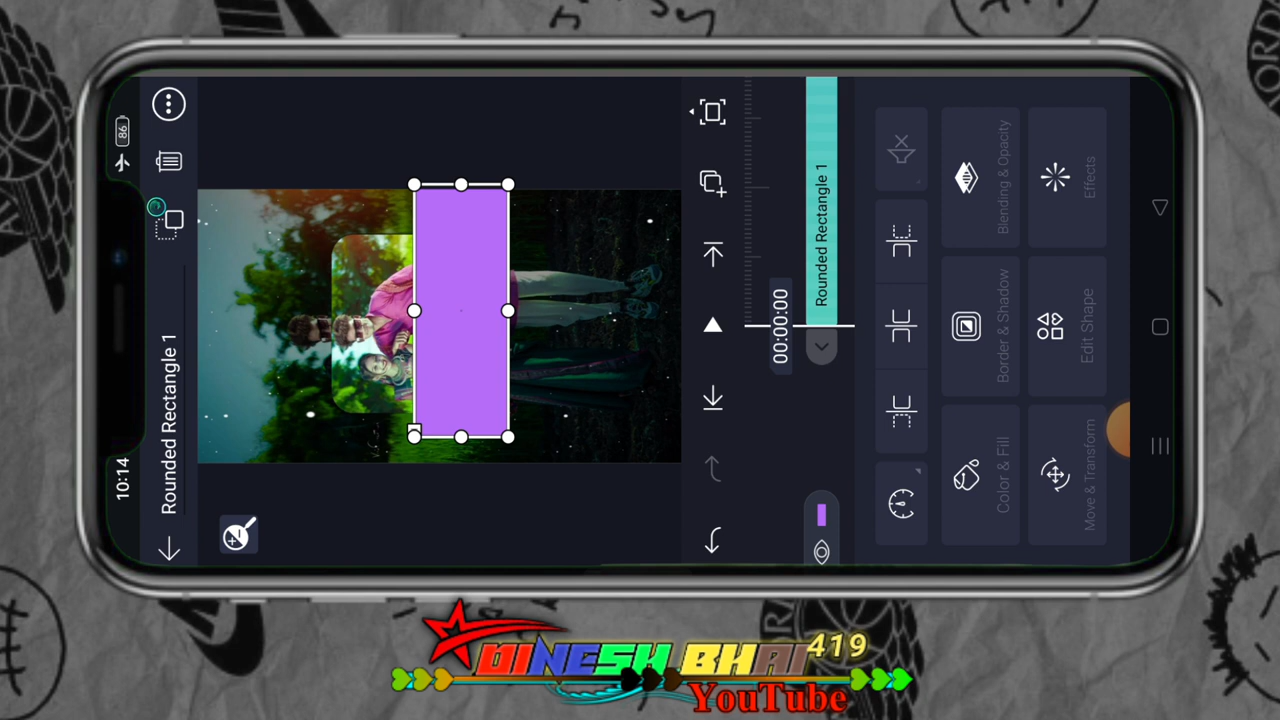 10:14
86
Rounded Rectangle 1
00:00:00
Rounded Rectangle 1
Color & Fill
Border & Shadow
Blending & Opacity
Move & Transform
Edit Shape
Effects
DINESH BHAI 419
YouTube